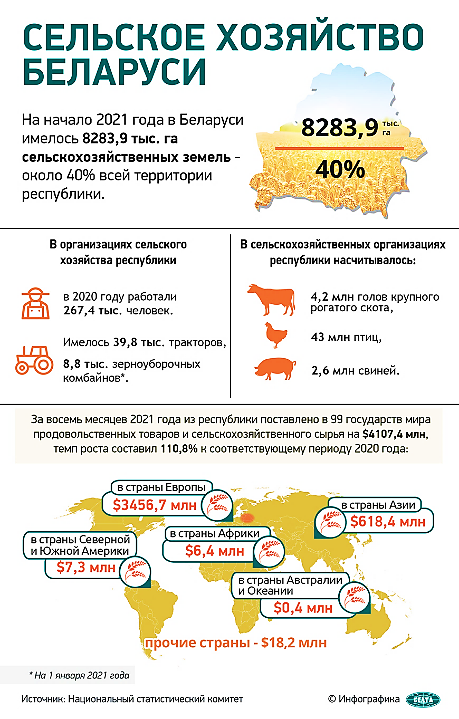 СЕЛЬСКОЕ ХОЗЯЙСТВО
БЕЛАРУСИ
На начало 2021 года в Беларуси
имелось 8283,9 тыс. га
сельскохозяйственных земель –
около 40% всей территории
республики.
8283,9 тыс. га
40%
В организациях сельского
хозяйства республики
в 2020 году работали
267,4 тыс. человек.
Имелось 39,8 тыс. тракторов,
8,8 тыс. зерноуборочных
комбайнов*.
В сельскохозяйственных организациях
республики насчитывалось:
4,2 млн голов крупного
рогатого скота,
43 млн птиц,
2,6 млн свиней.
За восемь месяцев 2021 года из республики поставлено в 99 государств мира
продовольственных товаров и сельскохозяйственного сырья на $4107,4 млн,
темп роста составил 110,8% к соответствующему периоду 2020 года:
в страны Европы
$3456,7 млн
в страны Азии
$618,4 млн
в страны Африки
$6,4 млн
в страны Северной
и Южной Америки
$7,3 млн
в страны Австралии
и Океании
$0,4 млн
прочие страны - $18,2 млн
* На 1 января 2021 года
Источник: Национальный статистический комитет
© Инфографика
БЕЛТА